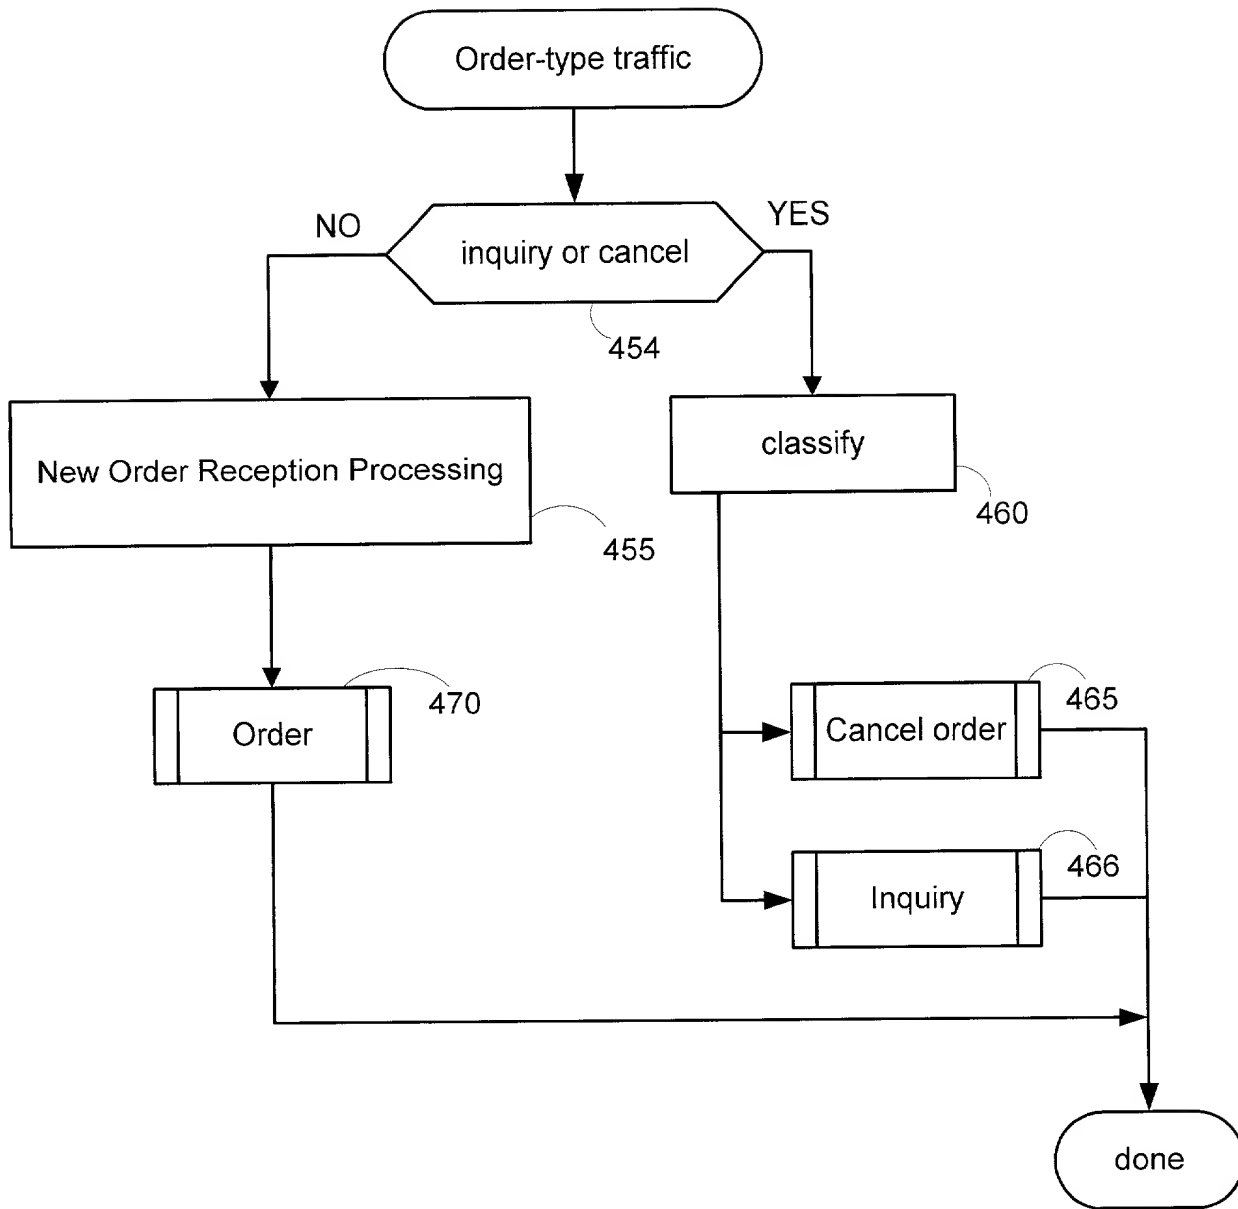 Order-type traffic
NO
YES
inquiry or cancel
454
New Order Reception Processing
455
classify
460
Order
470
Cancel order
465
Inquiry
466
done